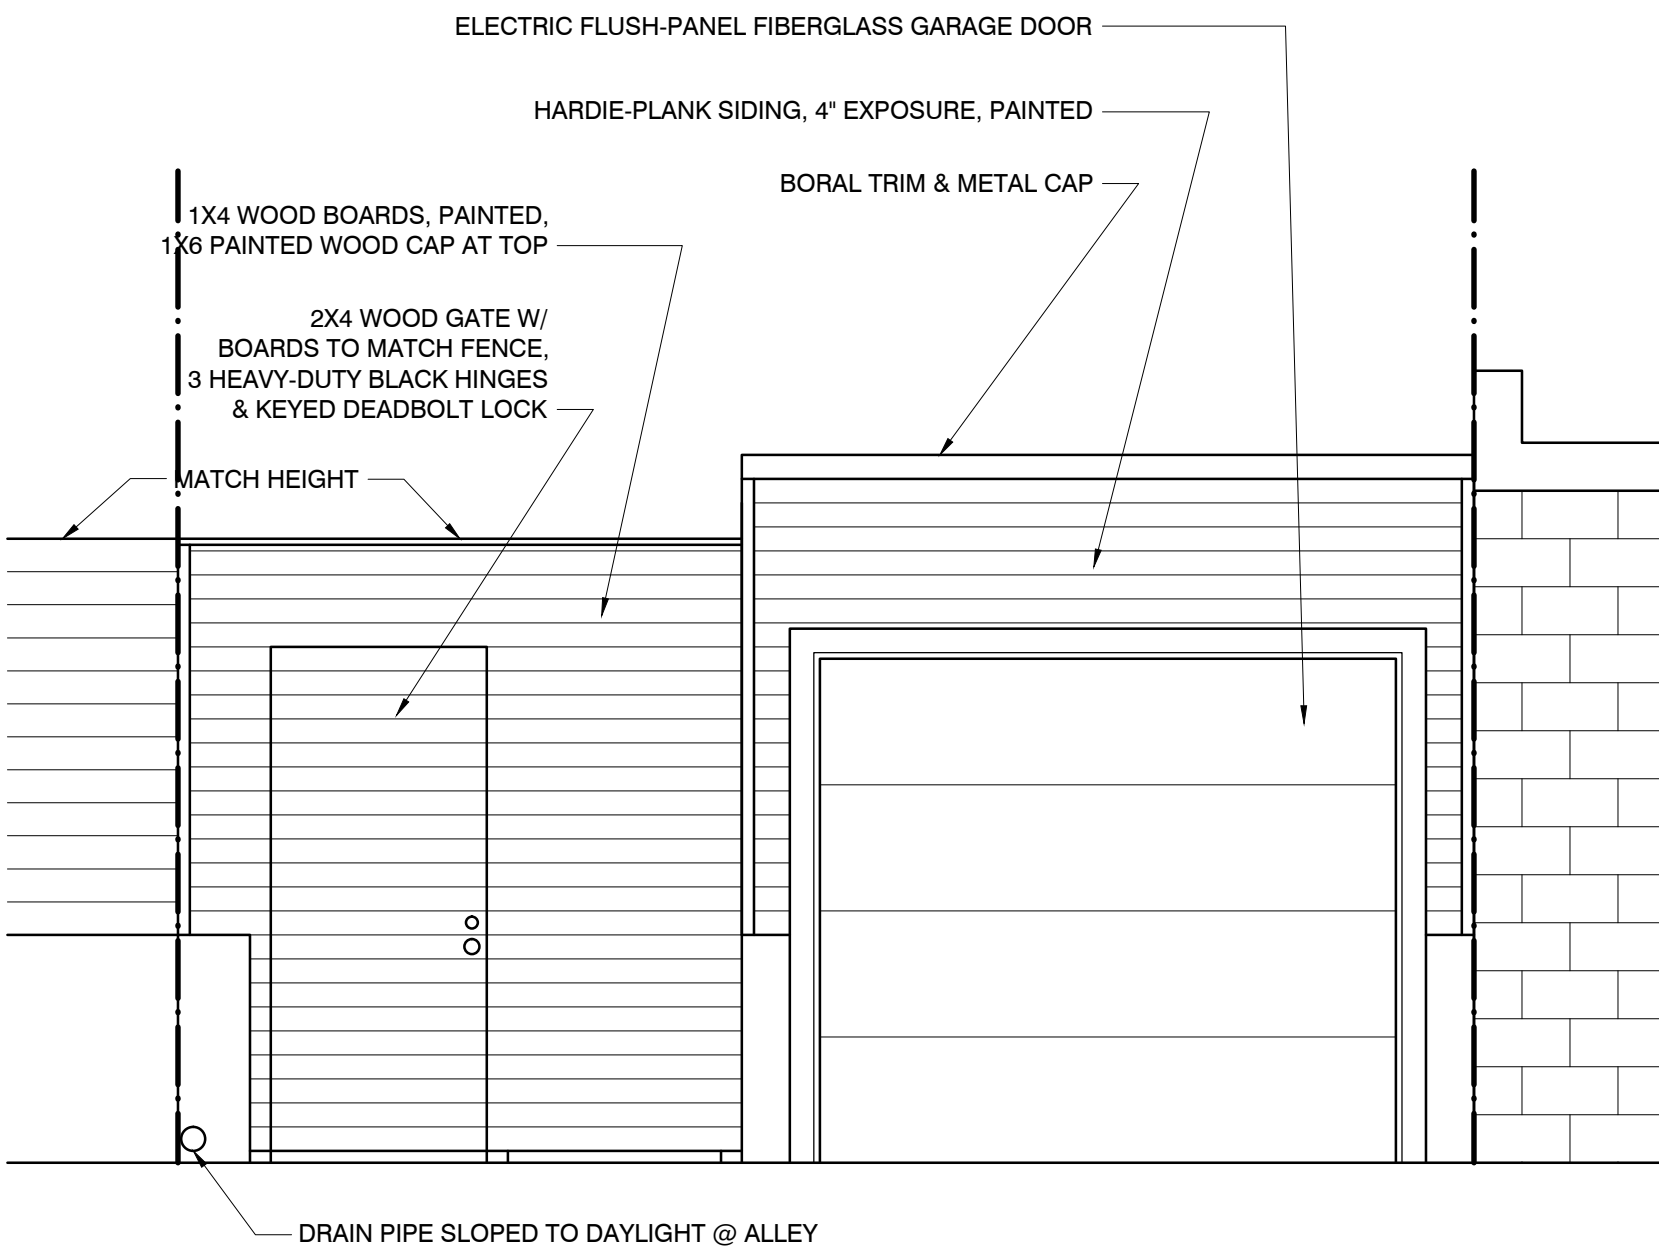 ELECTRIC FLUSH-PANEL FIBERGLASS GARAGE DOOR
HARDIE-PLANK SIDING, 4" EXPOSURE, PAINTED
BORAL TRIM & METAL CAP
1X4 WOOD BOARDS, PAINTED,
1X6 PAINTED WOOD CAP AT TOP
2X4 WOOD GATE W/
BOARDS TO MATCH FENCE,
3 HEAVY-DUTY BLACK HINGES
& KEYED DEADBOLT LOCK
MATCH HEIGHT
DRAIN PIPE SLOPED TO DAYLIGHT @ ALLEY